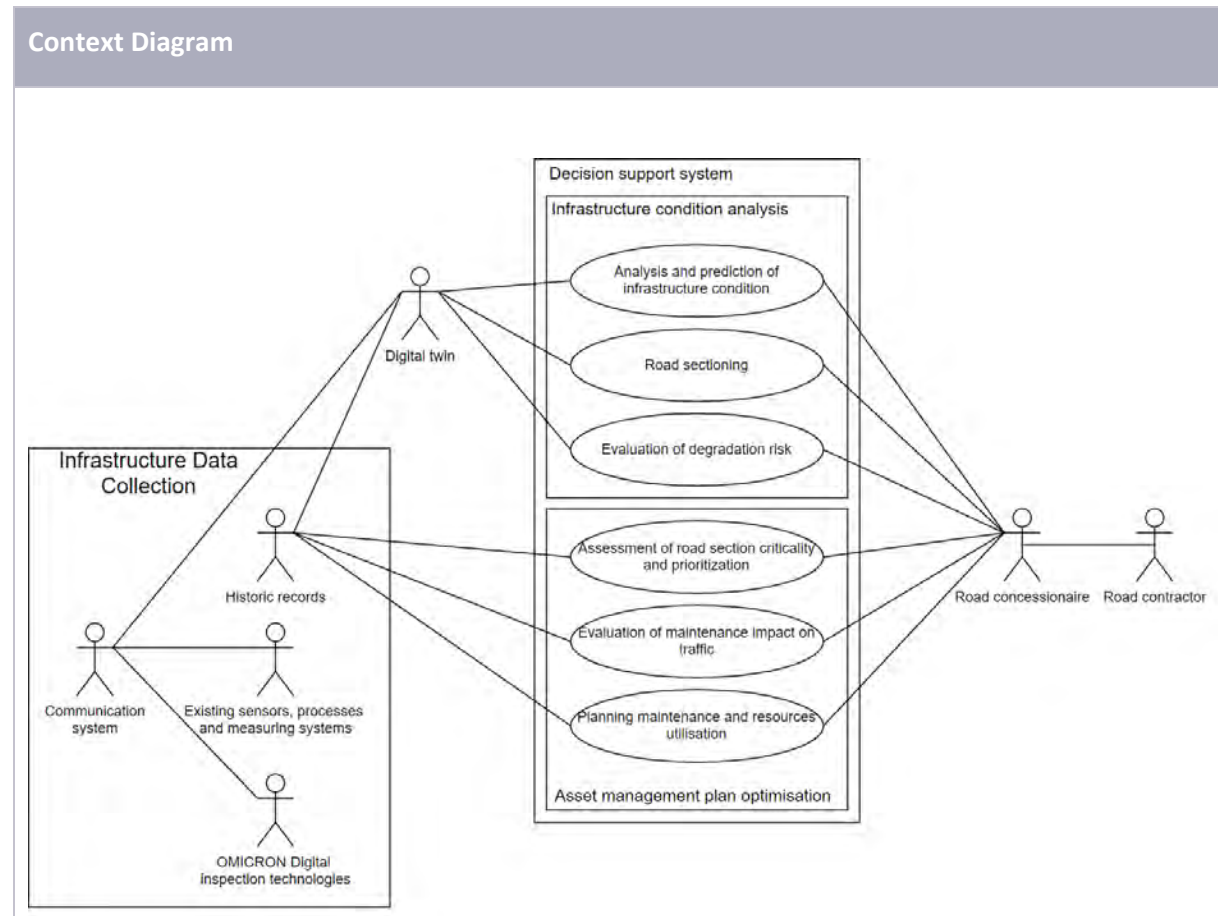 Context Diagram
Decision support system
Infrastructure condition analysis
Analysis and prediction of
infrastructure condition
Digital twin
Road sectioning
Evaluation of degradation risk
Infrastructure Data
Collection
Historic records
Assessment of road section criticality
and prioritization
Road concessionaire
Road contractor
Evaluation of maintenance impact on
traffic
Communication
system
Existing sensors, processes
and measuring systems
Planning maintenance and resources
utilisation
Asset management plan optimisation
OMICRON Digital
inspection technologies